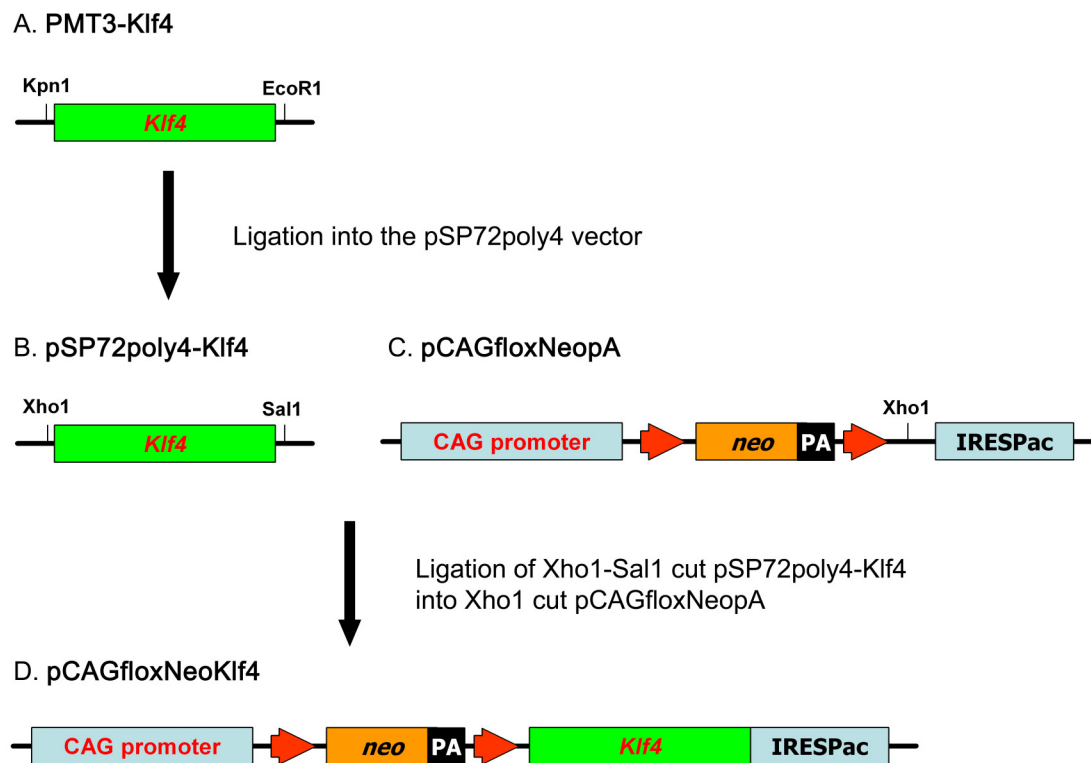 A. PMT3-Klf4
Kpn1
EcoR1
Klf4
Ligation into the pSP72poly4 vector
B. pSP72poly4-Klf4
C. pCAGfloxNeopA
Xho1
Sal1
Klf4
Xho1
CAG promoter
neo
PA
IRESPac
Ligation of Xho1-Sal1 cut pSP72poly4-Klf4
into Xho1 cut pCAGfloxNeopA
D. pCAGfloxNeoKlf4
CAG promoter
neo
PA
Klf4
IRESPac